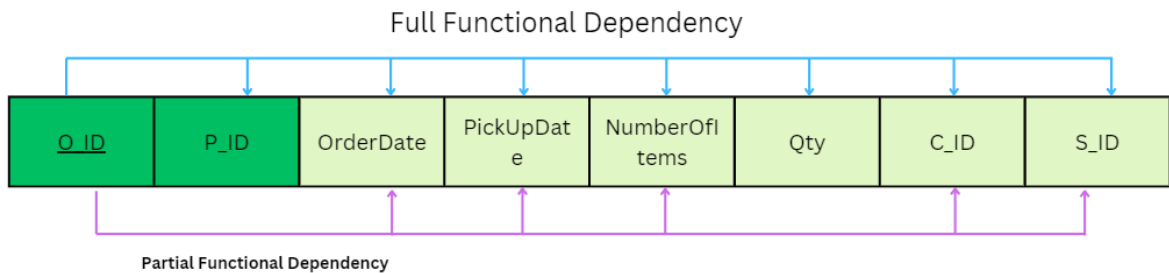 Full Functional Dependency
O_ID
P_ID
OrderDate
PickUpDat
e
NumberOfI
tems
Qty
C_ID
S_ID
Partial Functional Dependency